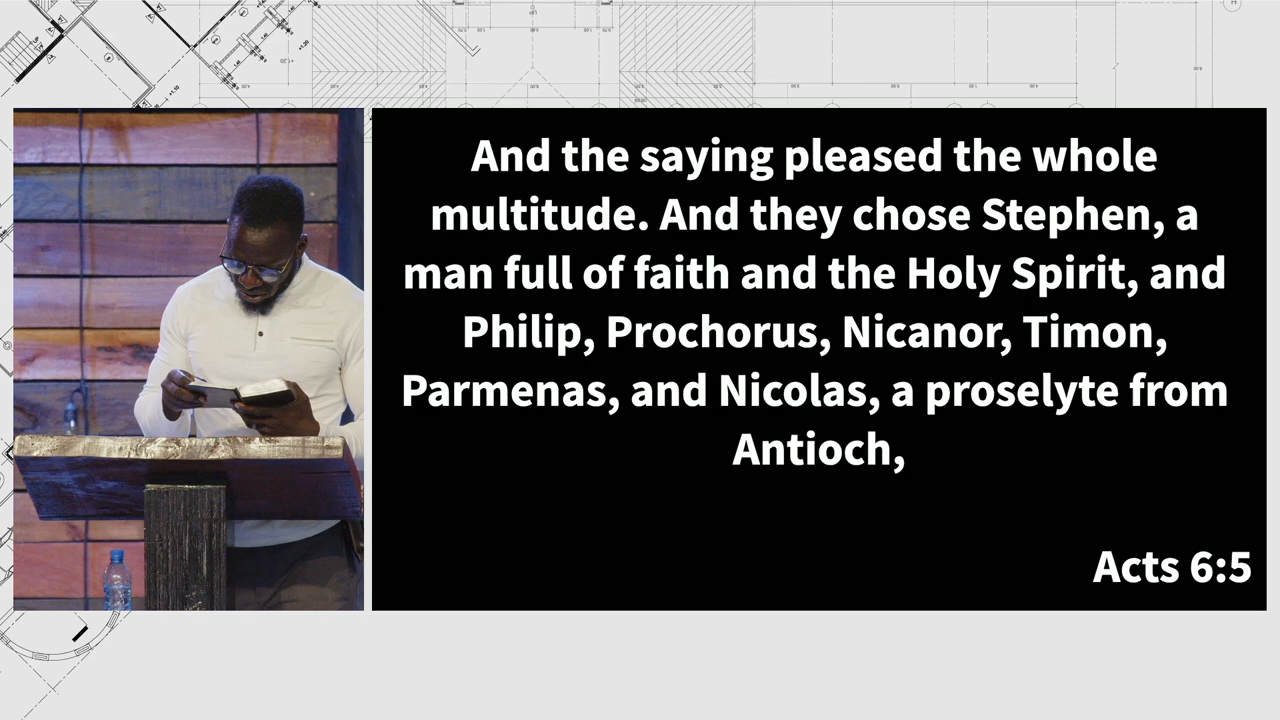 And the saying pleased the whole
multitude. And they chose Stephen, a
man full of faith and the Holy Spirit, and
Philip, Prochorus, Nicanor, Timon,
Parmenas, and Nicolas, a proselyte from
Antioch,
Acts 6:5